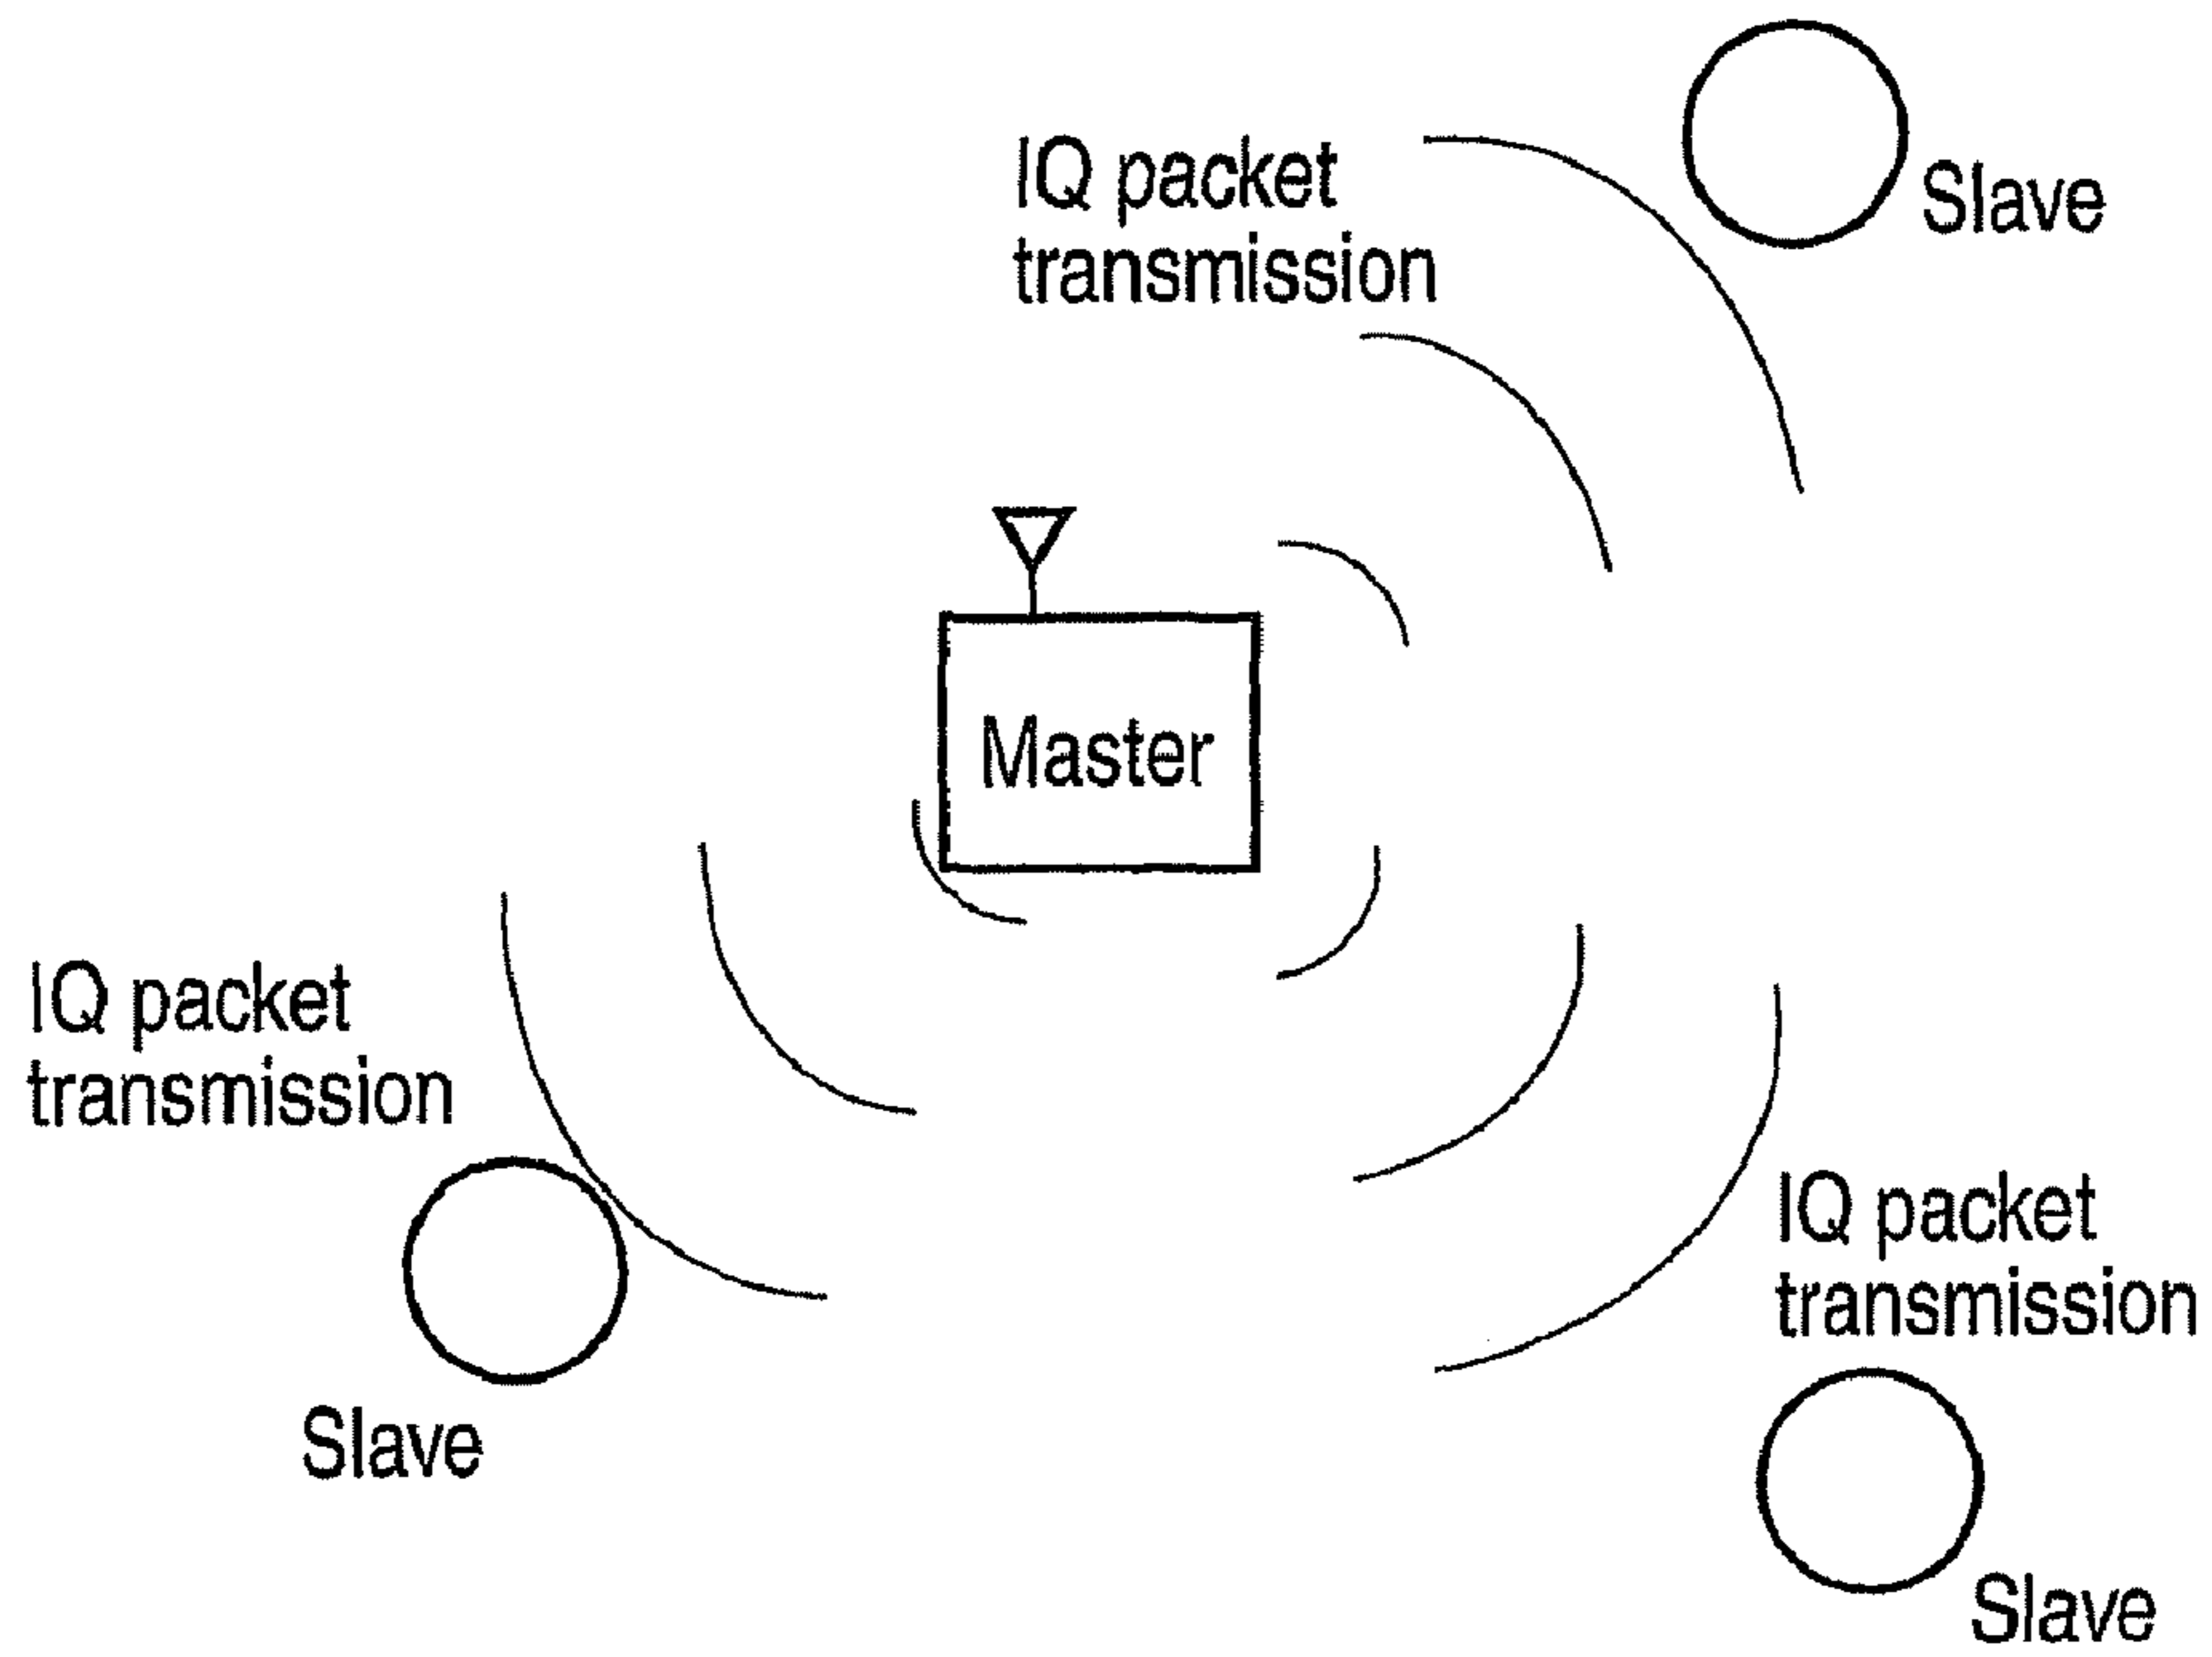 IQ packet
transmission
Slave
Master
IQ packet
transmission
Slave
IQ packet
transmission
Slave